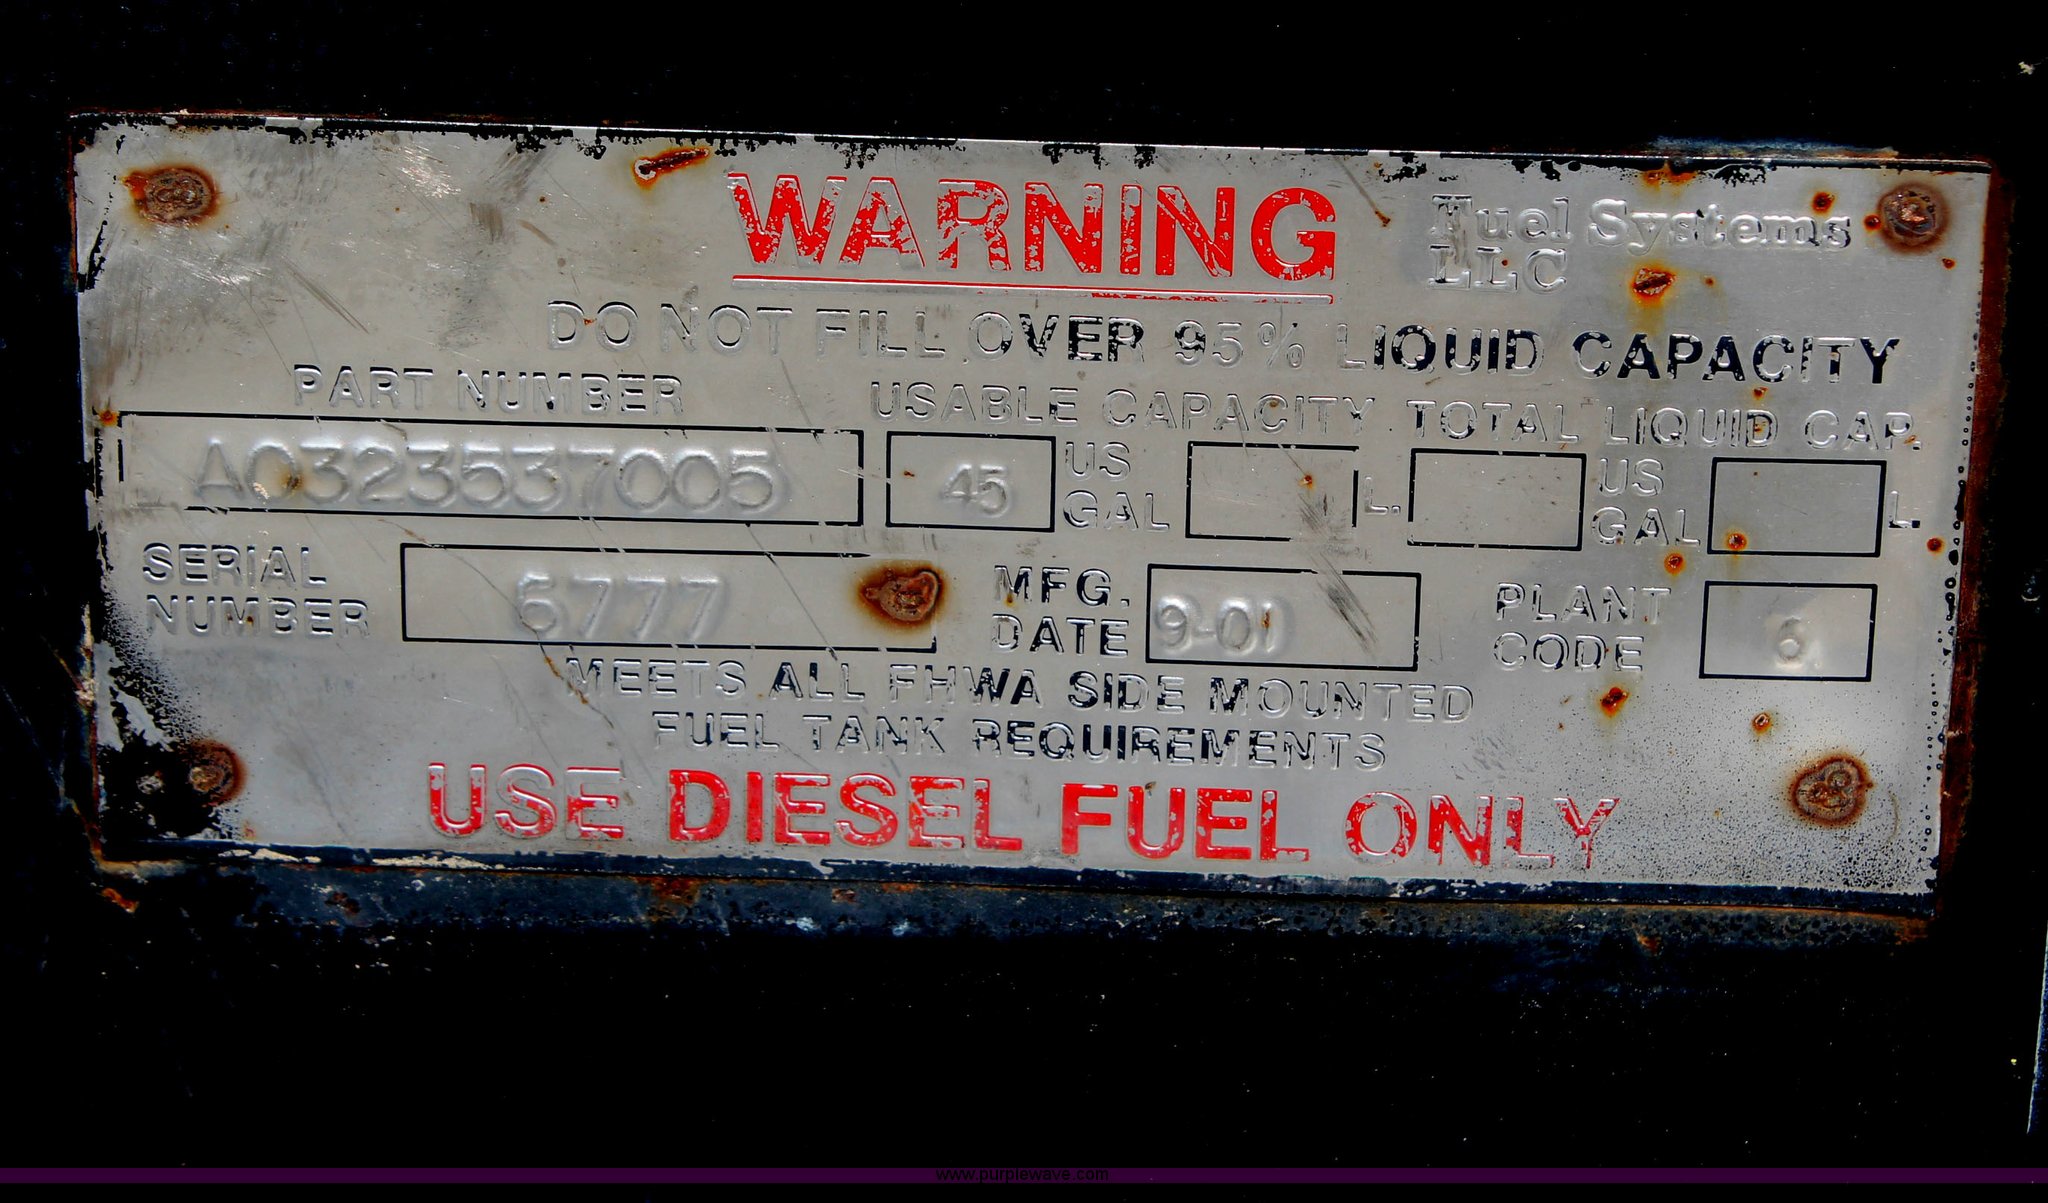 WARNING
Fuel Systems
LLC
DO NOT FILL OVER 95% LIQUID CAPACITY
PART NUMBER USABLE CAPACITY TOTAL LIQUID CAP.
A0323537005 45 US GAL L. US GAL L
SERIAL NUMBER 6777 MFG. DATE 9-01 PLANT CODE 6
MEETS ALL FHWA SIDE MOUNTED
FUEL TANK REQUIREMENTS
USE DIESEL FUEL ONLY
www.purplewave.com